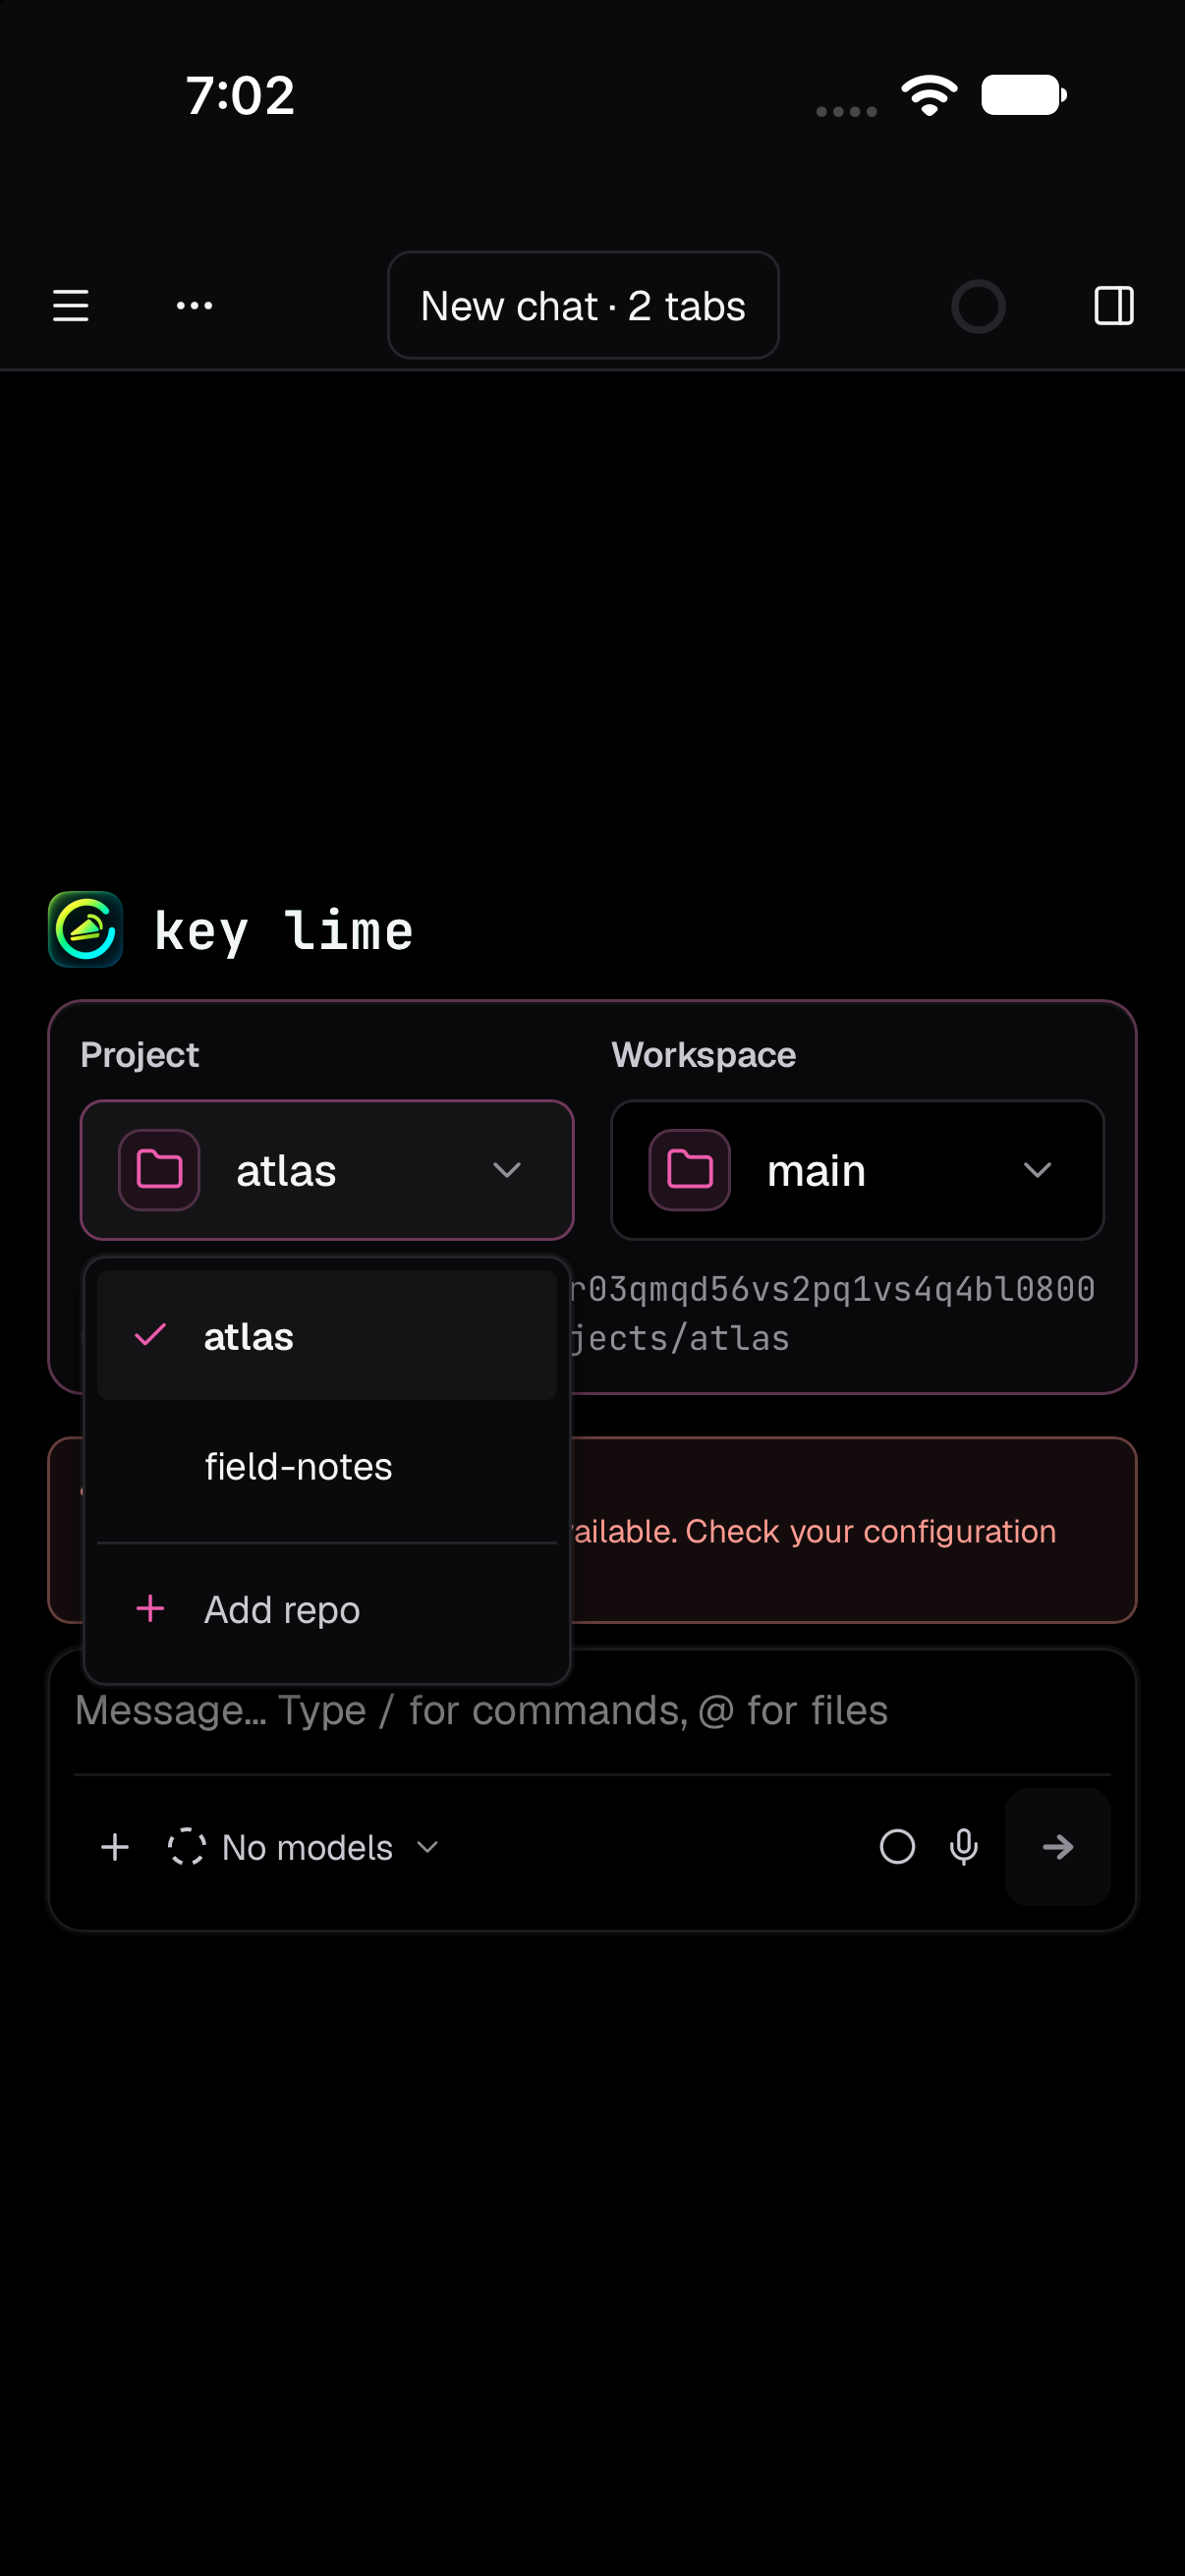 7:02
New chat · 2 tabs
key lime
Project
Workspace
atlas
main
r03qmqd56vs2pq1vs4q4bl0800
jects/atlas
atlas
field-notes
ailable. Check your configuration
Add repo
Message... Type / for commands, @ for files
No models